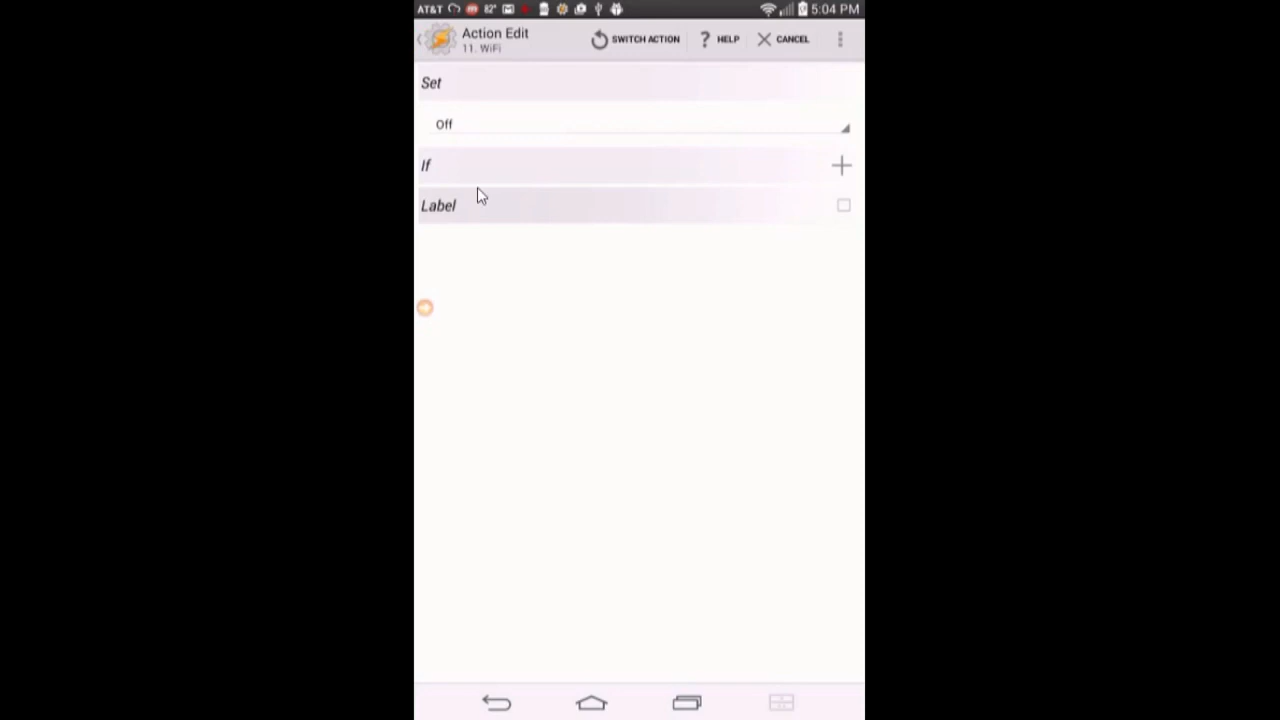 AT&T 82° 5:04 PM
Action Edit
11. WiFi
SWITCH ACTION
? HELP
CANCEL
Set
Off
If
Label